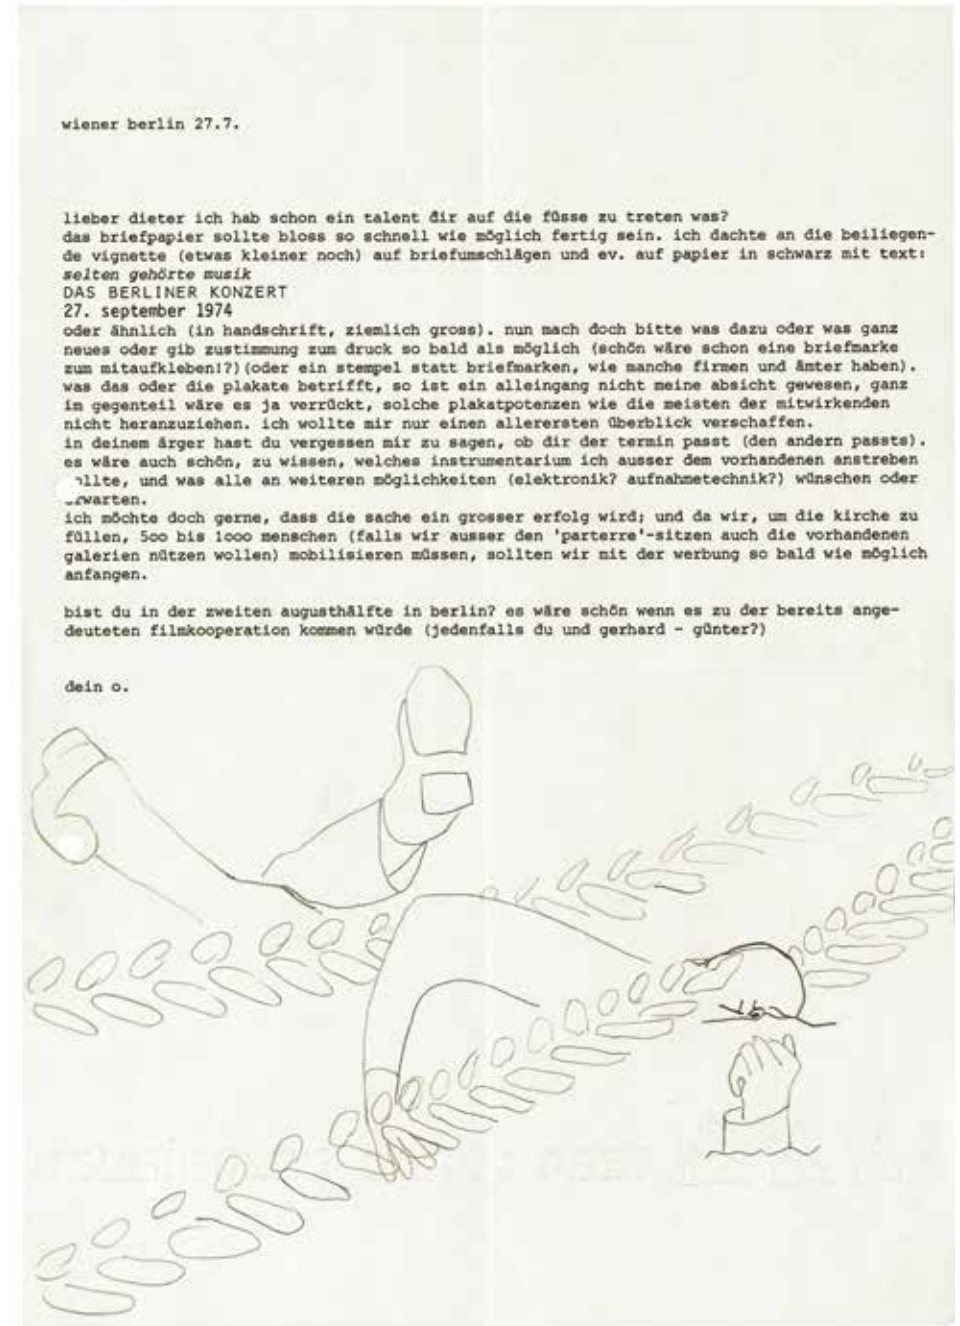 wiener berlin 27.7.
lieber dieter ich hab schon ein talent dir auf die füsse zu treten was?
das briefpapier sollte bloss so schnell wie möglich fertig sein. ich dachte an die beiliegen-
de vignette (etwas kleiner noch) auf briefumschlägen und ev. auf papier in schwarz mit text:
selten gehörte musik
DAS BERLINER KONZERT
27. september 1974
oder ähnlich (in handschrift, ziemlich gross). nun mach doch bitte was dazu oder was ganz
neues oder gib zustimmung zum druck so bald als möglich (schön wäre schon eine briefmarke
zum mitaufkleben!?)(oder ein stempel statt briefmarken, wie manche firmen und ämter haben).
was das oder die plakate betrifft, so ist ein alleingang nicht meine absicht gewesen, ganz
im gegenteil wäre es ja verrückt, solche plakatpotenzen wie die meisten der mitwirkenden
nicht heranzuziehen. ich wollte mir nur einen allerersten überblick verschaffen.
in deinem ärger hast du vergessen mir zu sagen, ob dir der termin passt (den andern passts).
es wäre auch schön, zu wissen, welches instrumentarium ich ausser dem vorhandenen anstreben
ollte, und was alle an weiteren möglichkeiten (elektronik? aufnahmetechnik?) wünschen oder
rwarten.
ich möchte doch gerne, dass die sache ein grosser erfolg wird; und da wir, um die kirche zu
füllen, 5oo bis 1ooo menschen (falls wir ausser den 'parterre'-sitzen auch die vorhandenen
galerien nützen wollen) mobilisieren müssen, sollten wir mit der werbung so bald wie möglich
anfangen.
bist du in der zweiten augusthälfte in berlin? es wäre schön wenn es zu der bereits ange-
deuteten filmkooperation kommen würde (jedenfalls du und gerhard - günter?)
dein o.